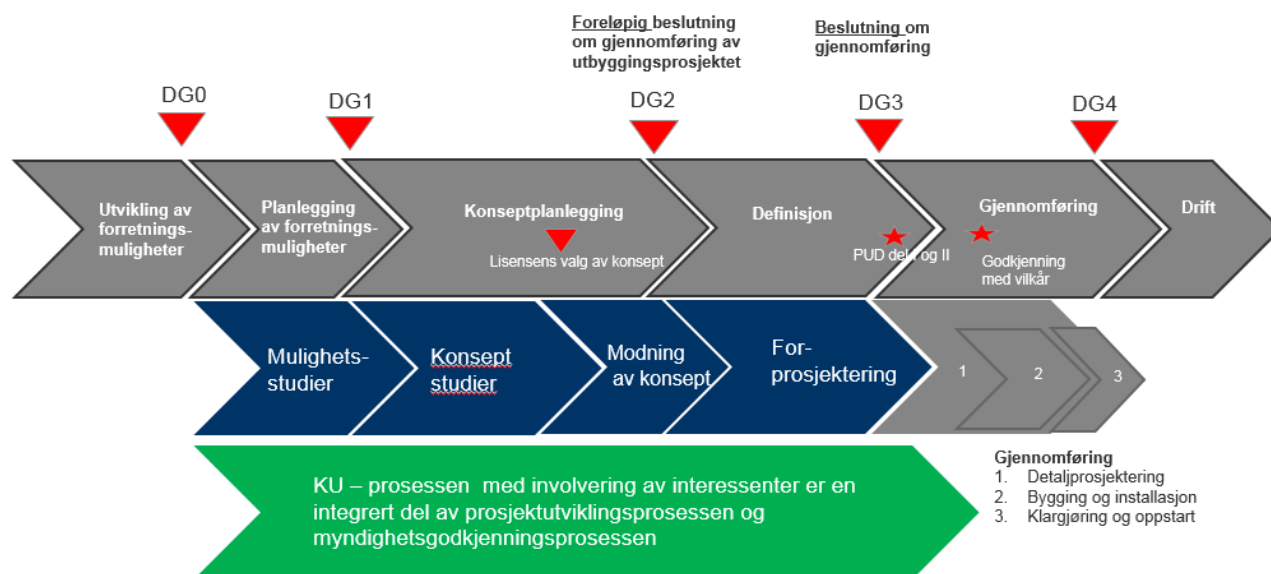 Foreløpig beslutning
om gjennomføring av
utbyggingsprosjektet
Beslutning om
gjennomføring
DG0
DG1
DG2
DG3
DG4
Utvikling av
forretnings-
muligheter
Planlegging
av forretnings-
muligheter
Konseptplanlegging
Lisensens valg av konsept
Definisjon
PUD del I og II
Gjennomføring
Godkjenning
med vilkår
Drift
Mulighets-
studier
Konsept
studier
Modning
av konsept
For-
prosjektering
1
2
3
KU – prosessen med involvering av interessenter er en
integrert del av prosjektutviklingsprosessen og
myndighetsgodkjenningsprosessen
Gjennomføring
1. Detaljprosjektering
2. Bygging og installasjon
3. Klargjøring og oppstart